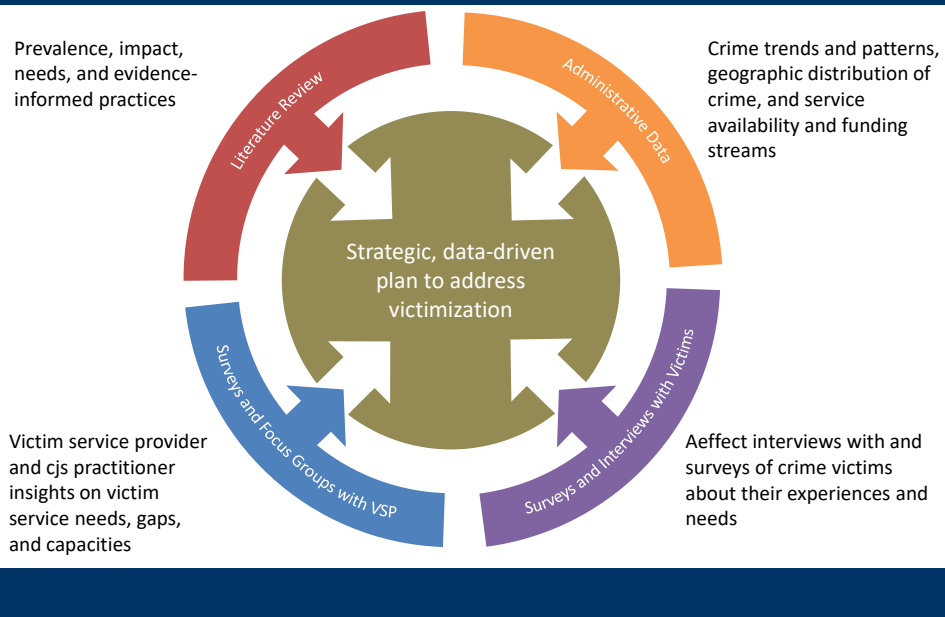 Prevalence, impact,
needs, and evidence-
informed practices
Literature Review
Administrative Data
Crime trends and patterns,
geographic distribution of
crime, and service
availability and funding
streams
Strategic, data-driven
plan to address
victimization
Victim service provider
and cjs practitioner
insights on victim
service needs, gaps,
and capacities
Surveys and Focus Groups with VSP
Surveys and Interviews with Victims
Aeffect interviews with and
surveys of crime victims
about their experiences and
needs